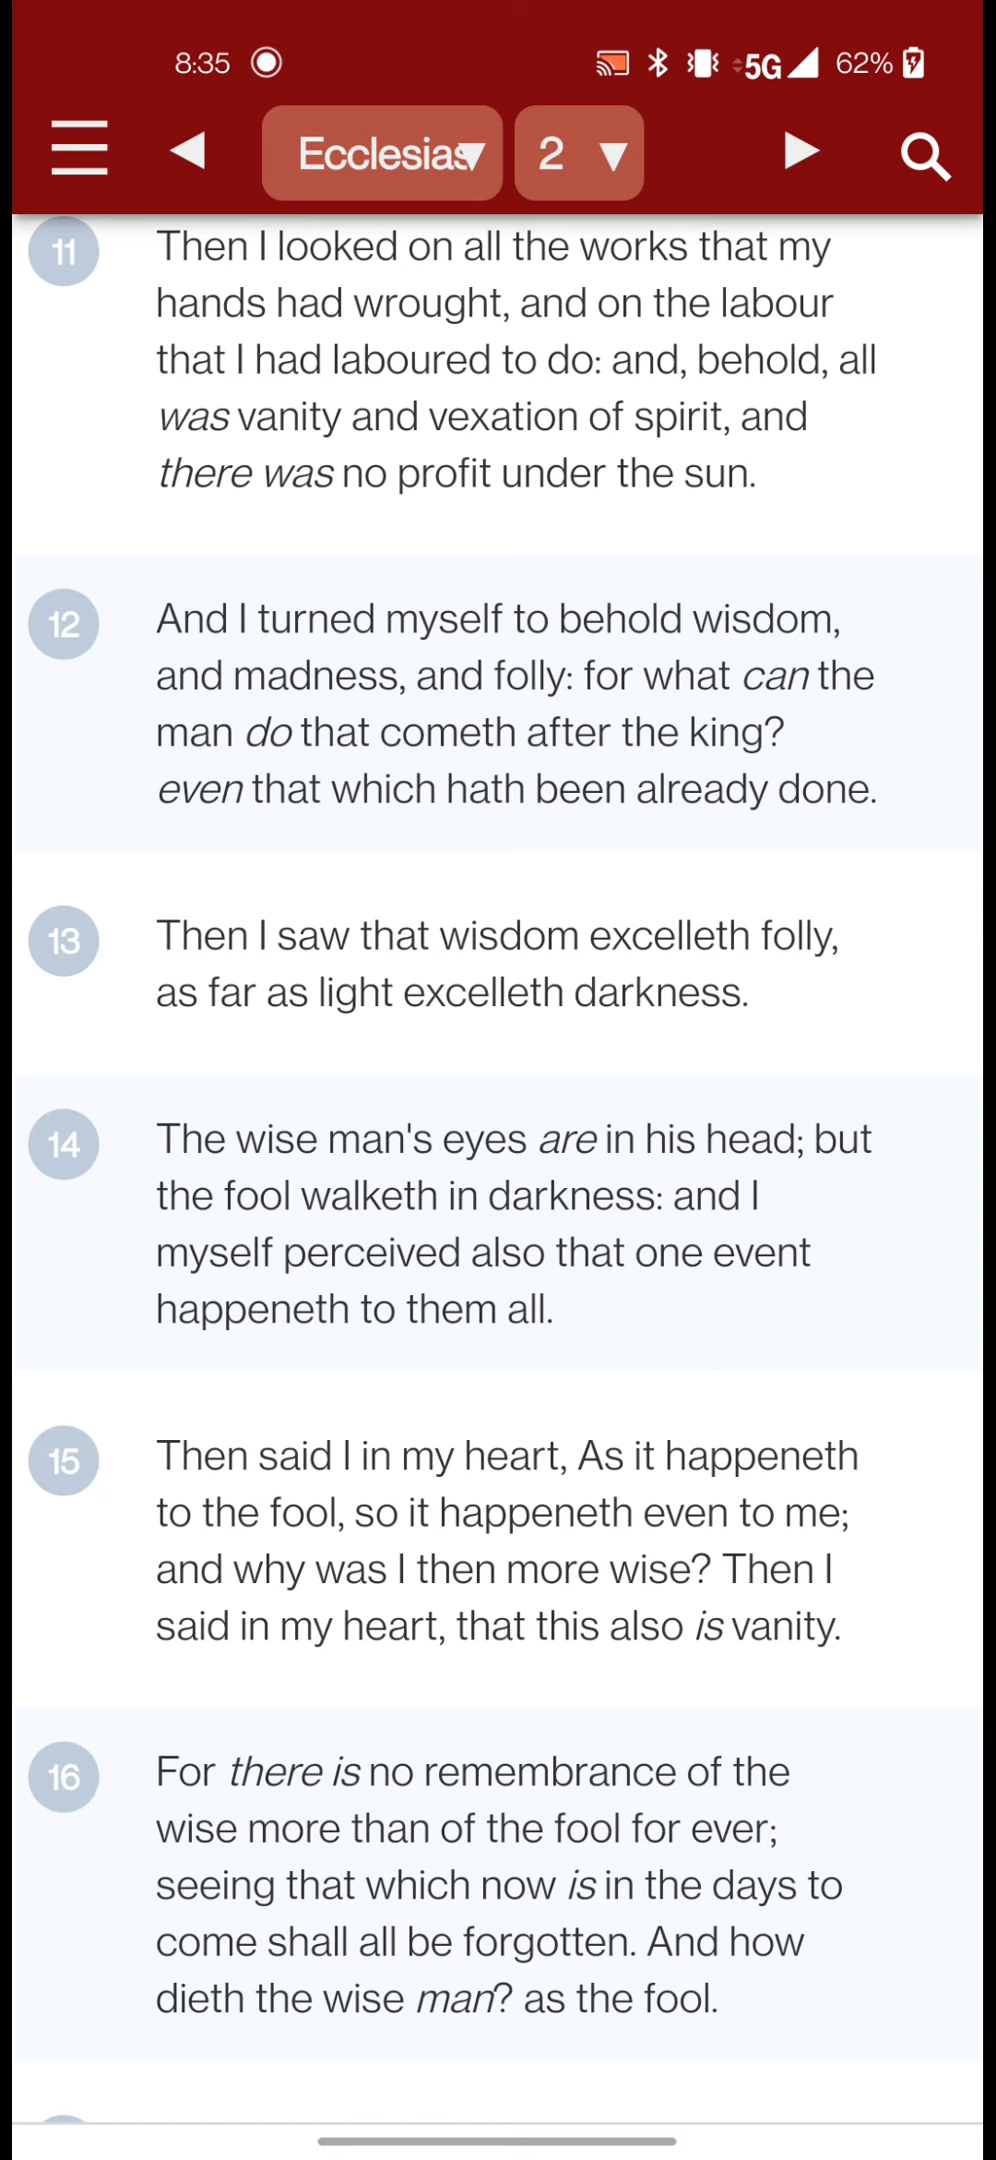 8:35 5G 62%
Ecclesias 2
11 Then I looked on all the works that my
hands had wrought, and on the labour
that I had laboured to do: and, behold, all
was vanity and vexation of spirit, and
there was no profit under the sun.
12 And I turned myself to behold wisdom,
and madness, and folly: for what can the
man do that cometh after the king?
even that which hath been already done.
13 Then I saw that wisdom excelleth folly,
as far as light excelleth darkness.
14 The wise man's eyes are in his head; but
the fool walketh in darkness: and I
myself perceived also that one event
happeneth to them all.
15 Then said I in my heart, As it happeneth
to the fool, so it happeneth even to me;
and why was I then more wise? Then I
said in my heart, that this also is vanity.
16 For there is no remembrance of the
wise more than of the fool for ever;
seeing that which now is in the days to
come shall all be forgotten. And how
dieth the wise man? as the fool.